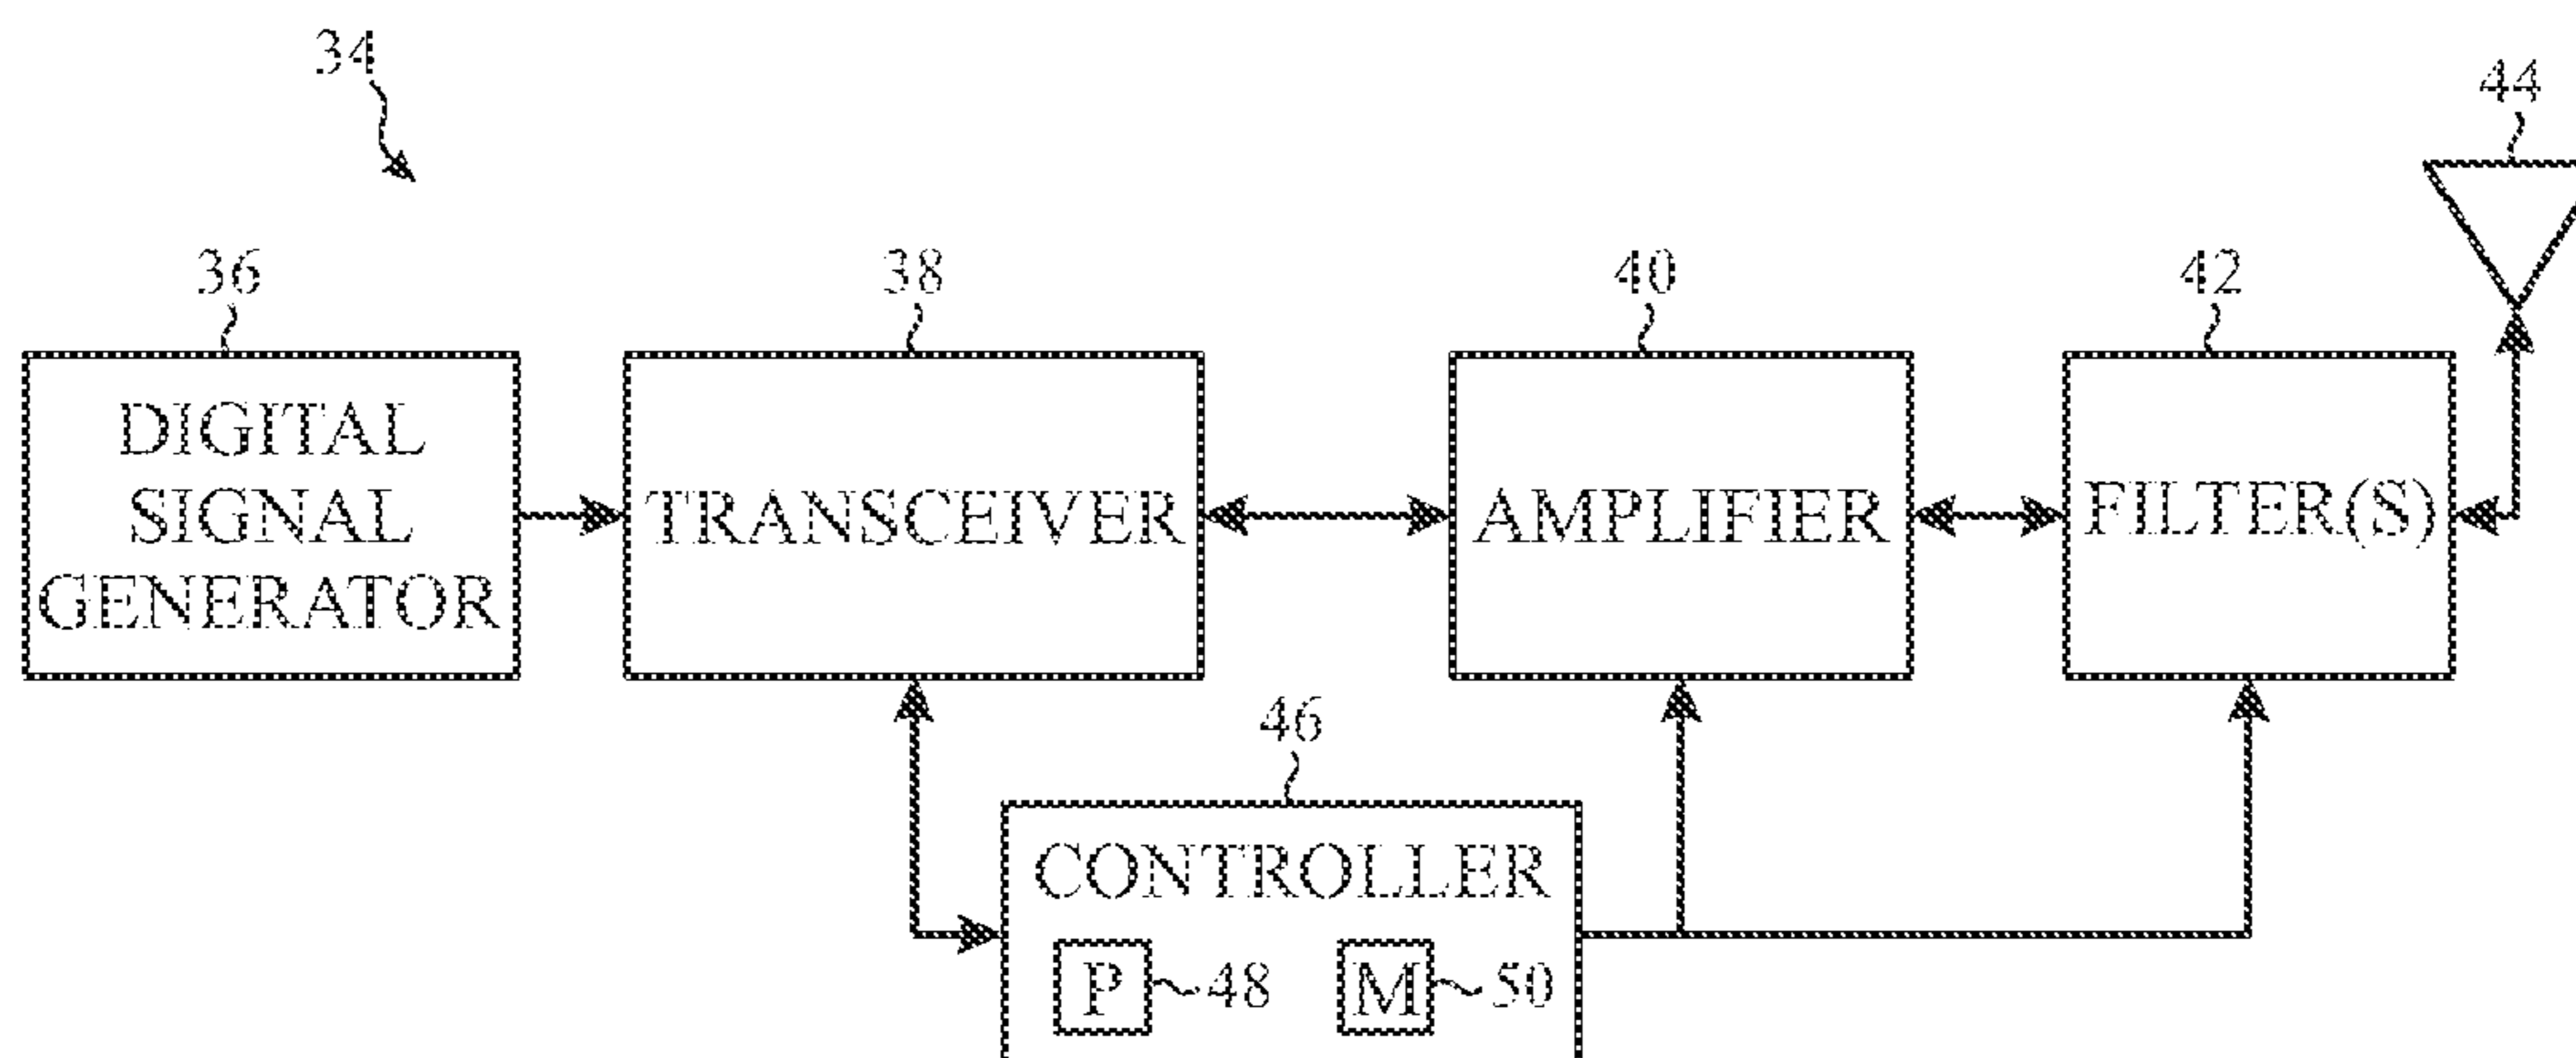 34
44
36
38
40
42
DIGITAL
SIGNAL
GENERATOR
TRANSCEIVER
AMPLIFIER
FILTER(S)
46
CONTROLLER
P 48 M 50